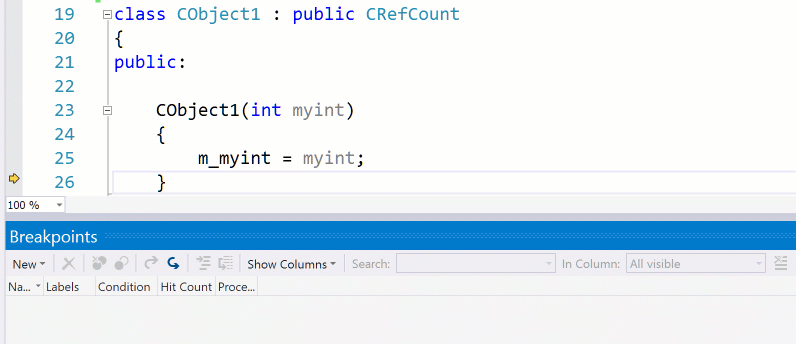 19 class CObject1 : public CRefCount
20 {
21 public:
22
23 CObject1(int myint)
24 {
25 m_myint = myint;
26 }
100 %
Breakpoints
New Show Columns Search: In Column: All visible
Na... Labels Condition Hit Count Proce...